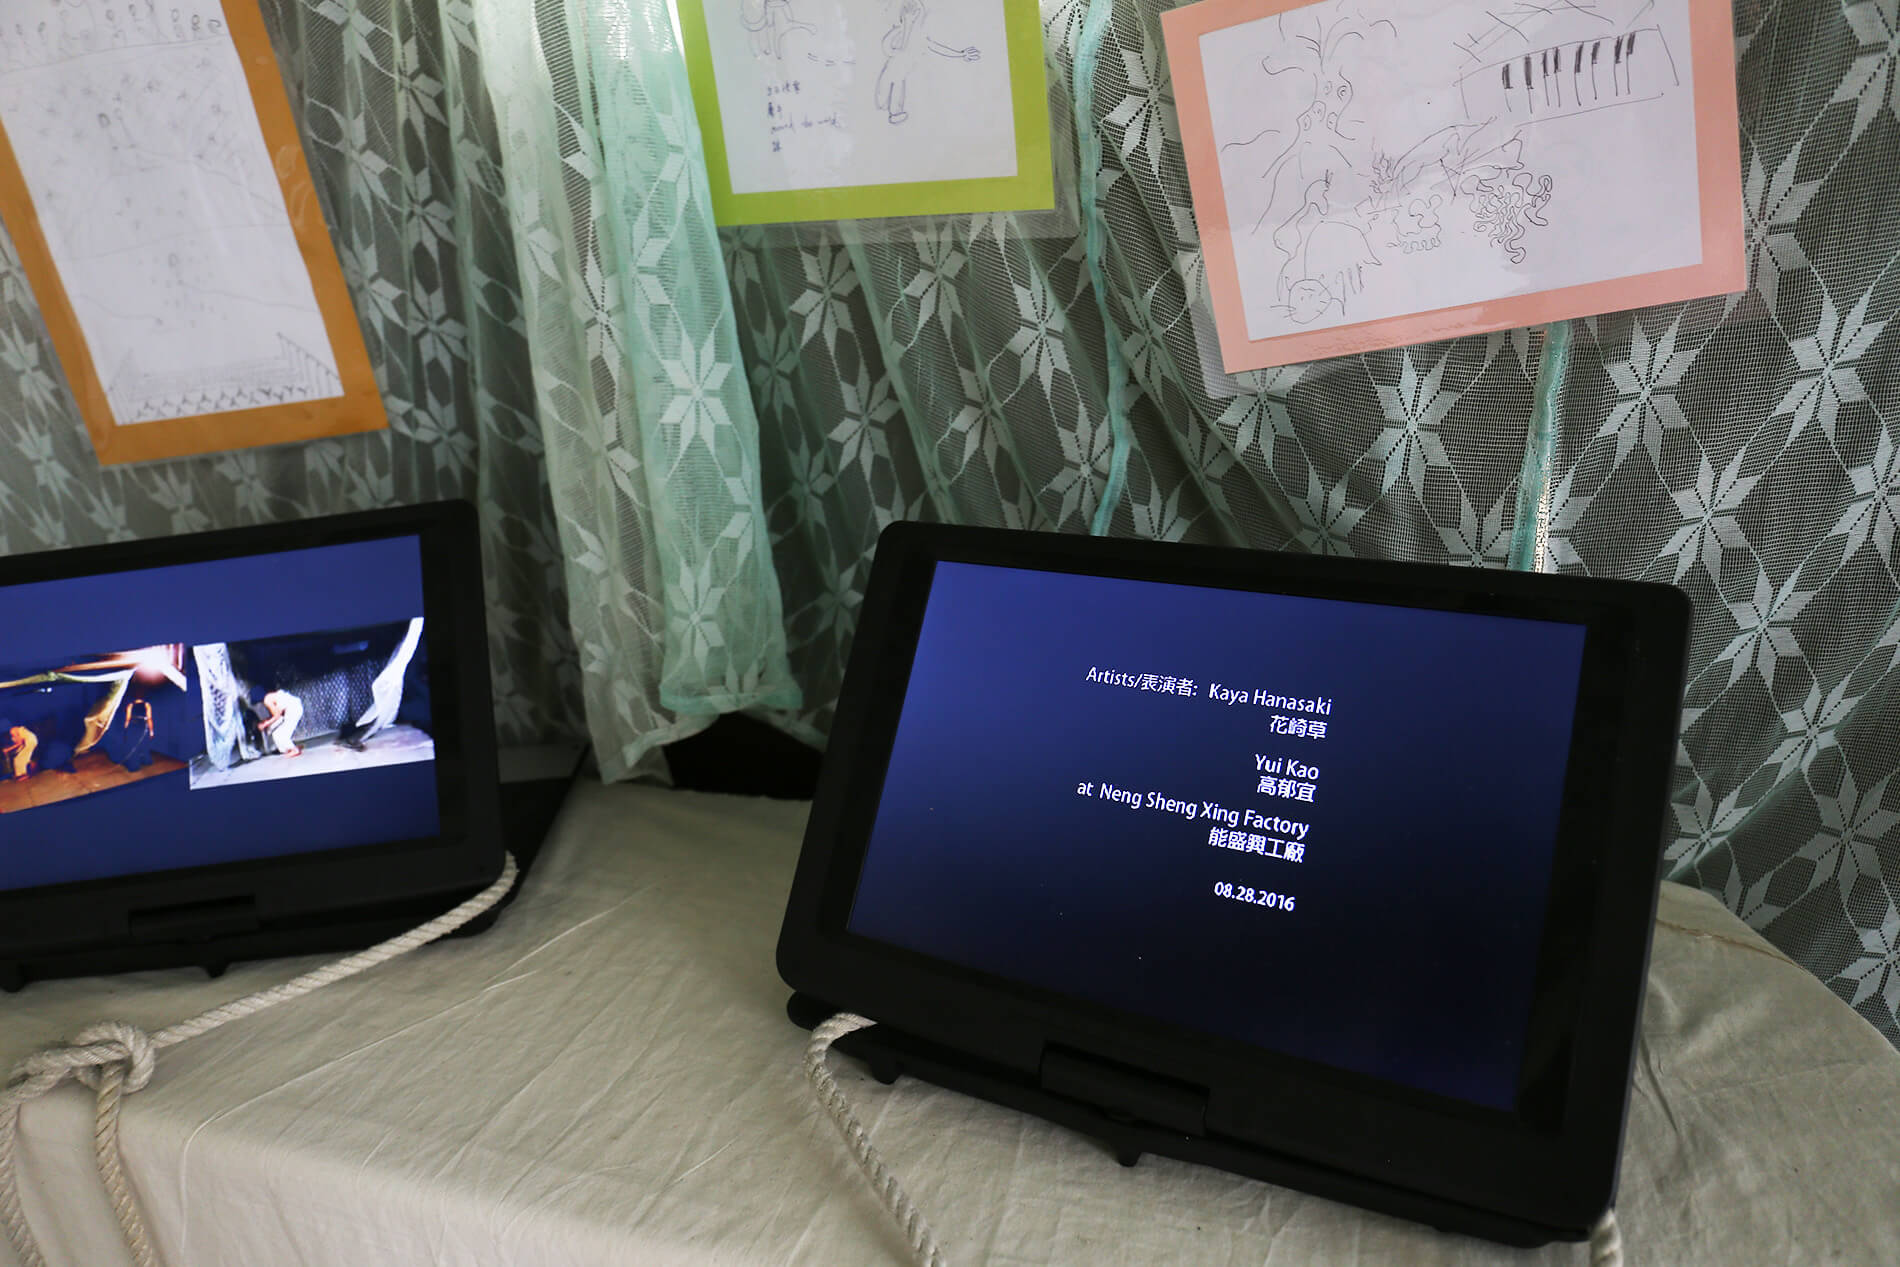 Artists/表演者: Kaya Hanasaki
花崎草
Yui Kao
高郁宜
at Neng Sheng Xing Factory
能盛興工廠
08.28.2016